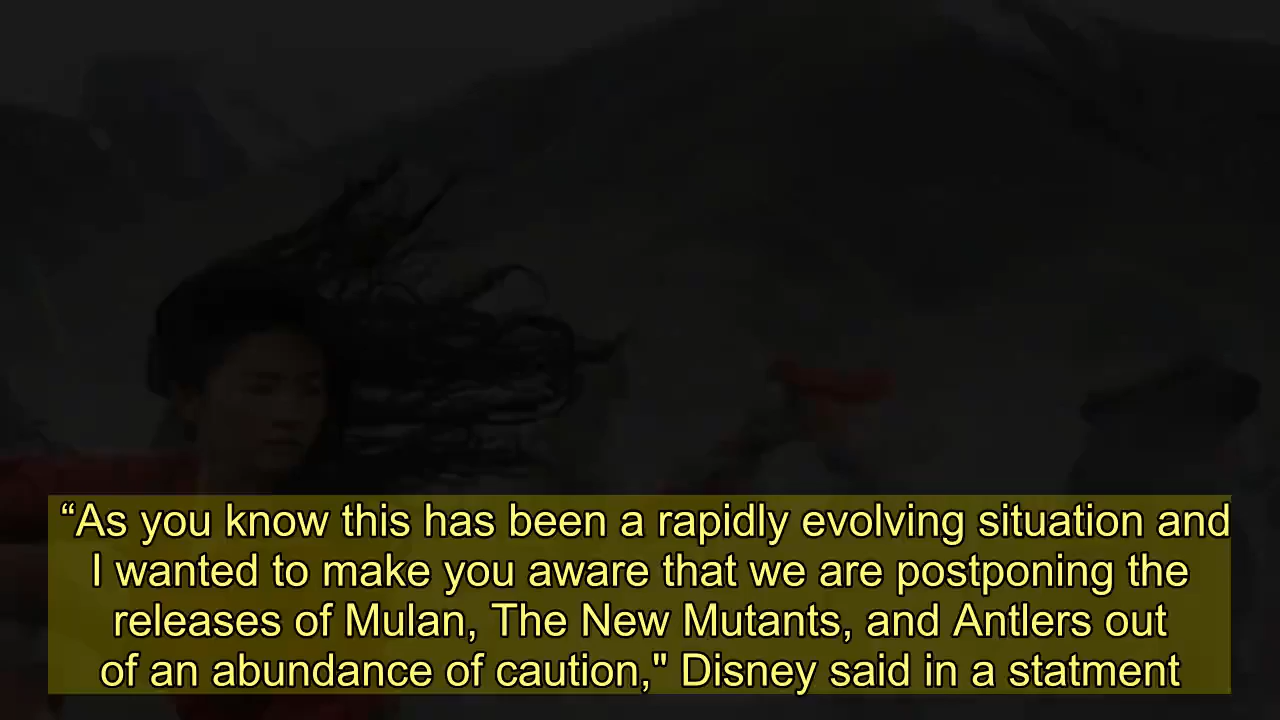 “As you know this has been a rapidly evolving situation and
I wanted to make you aware that we are postponing the
releases of Mulan, The New Mutants, and Antlers out
of an abundance of caution," Disney said in a statment